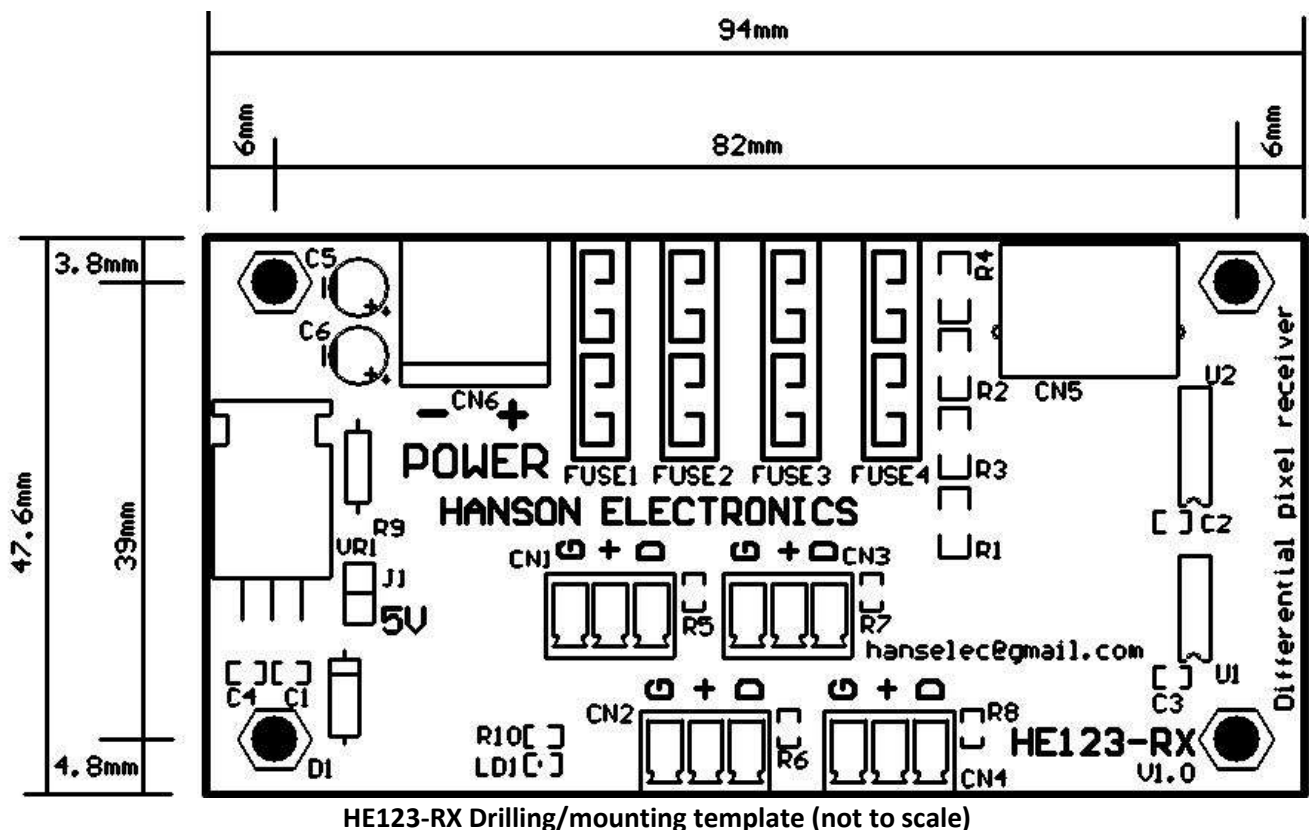 94mm
6mm
82mm
6mm
3.8mm
47.6mm
39mm
4.8mm
C5
C6
CN6
- +
POWER
FUSE1
FUSE2
FUSE3
FUSE4
R4
R2
R3
R1
CN5
U2
C2
HANSON ELECTRONICS
R9
VR1
J1
5V
CN1
G + D
R5
G + D
CN3
R7
hanselec@gmail.com
U1
C3
C4
C1
D1
R10
LD1
CN2
G + D
R6
G + D
R8
CN4
HE123-RX
V1.0
Differential pixel receiver
HE123-RX Drilling/mounting template (not to scale)